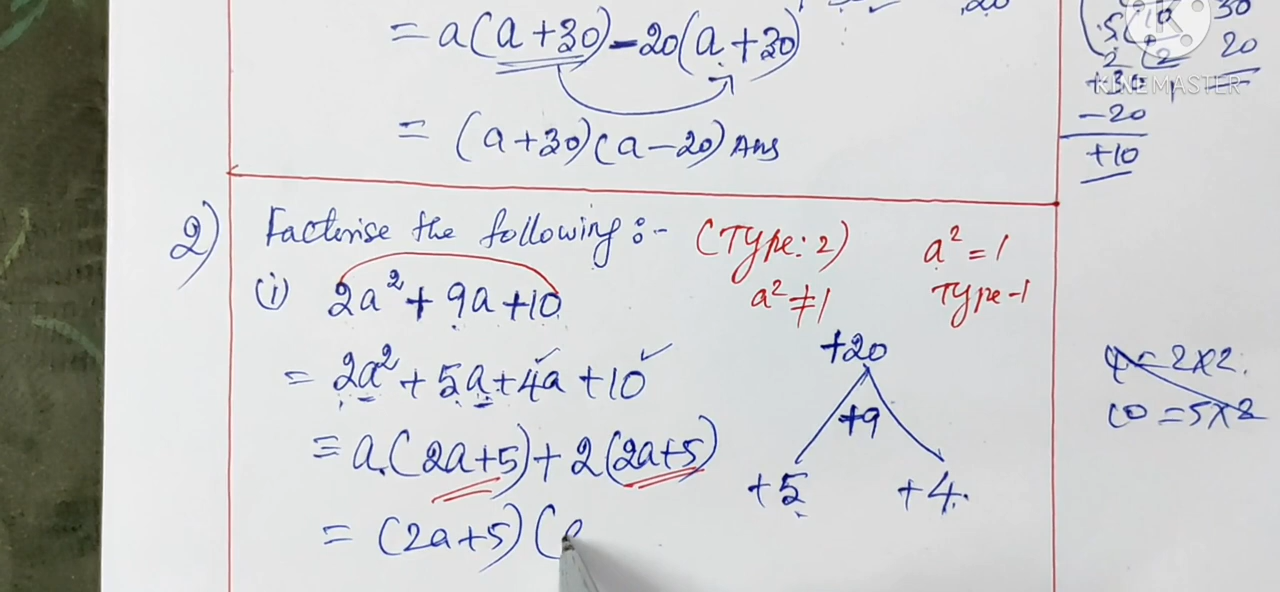 = a(a+30)-20(a+30)
= (a+30)(a-20) Ans
30
20
KINEMASTER
-20
+10
2) Factorise the following :- (Type: 2) a² = 1
a² ≠ 1 Type-1
(i) 2a² + 9a + 10
= 2a² + 5a + 4a + 10
= a(2a+5) + 2(2a+5)
= (2a+5)(
+20
+9
+5 +4
4 = 2×2
10 = 5×2